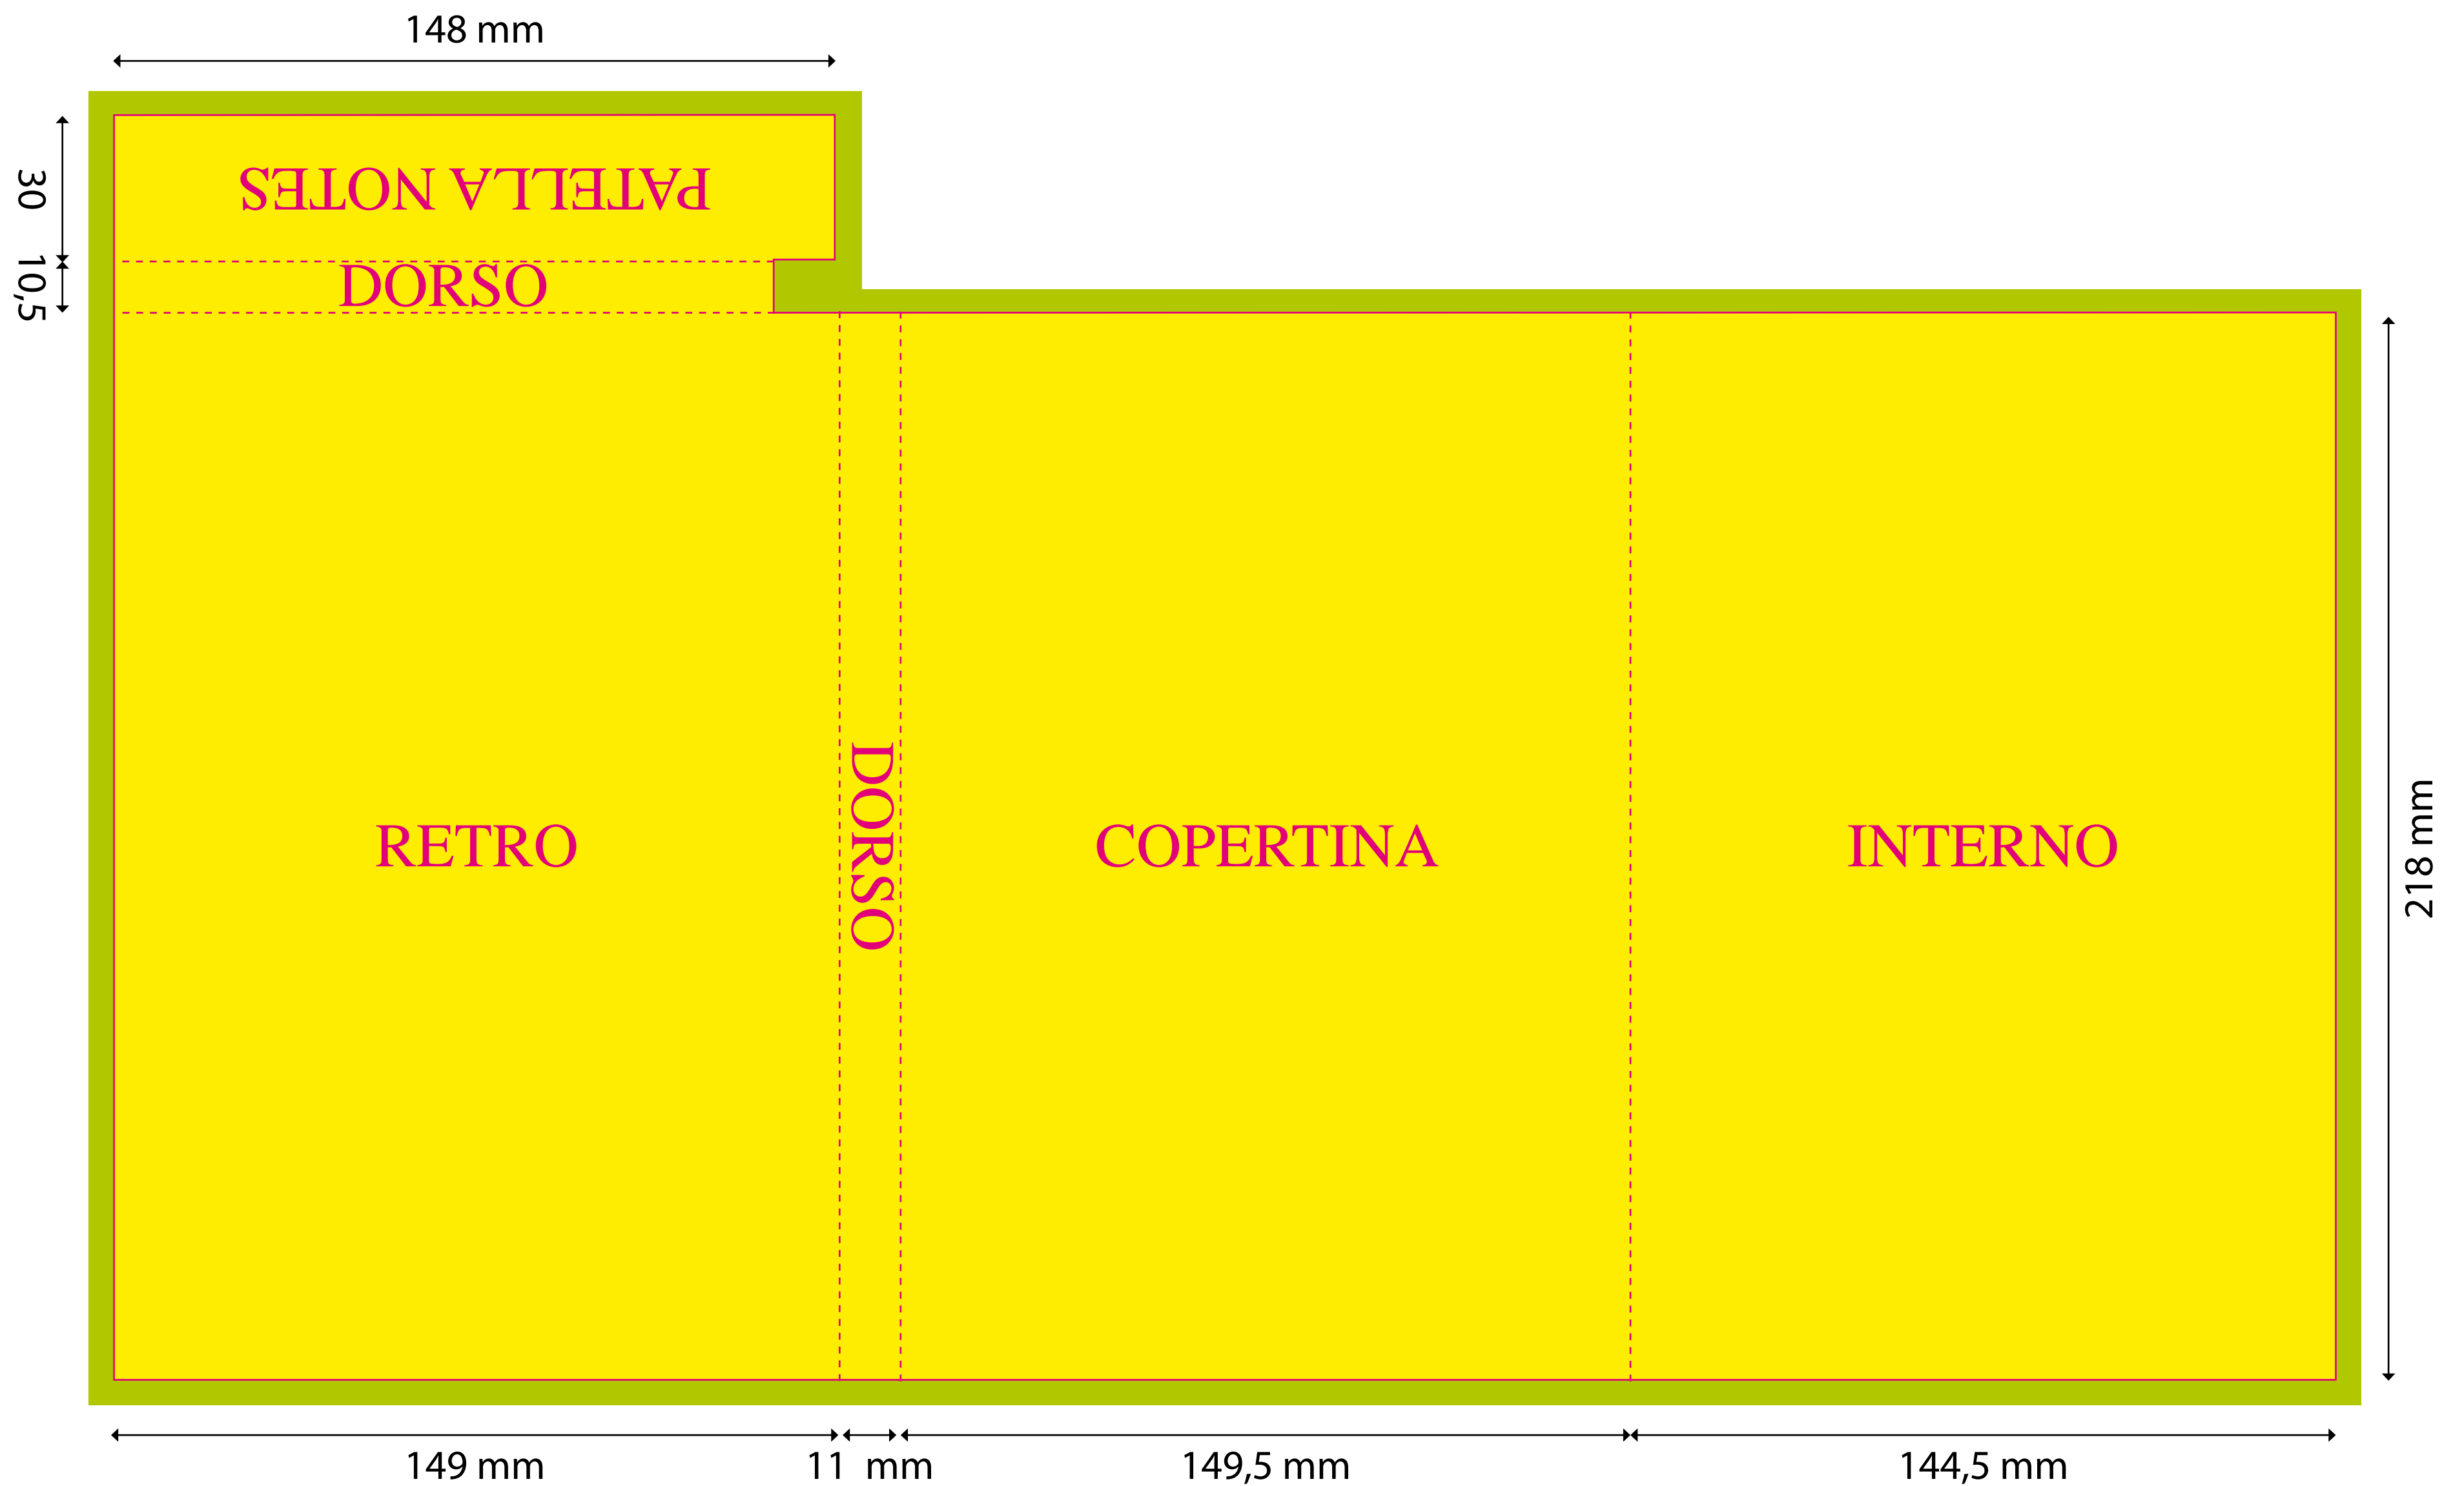 148 mm
30
PATELLA NOTES
10,5
DORSO
RETRO
DORSO
COPERTINA
INTERNO
218 mm
149 mm
11 mm
149,5 mm
144,5 mm